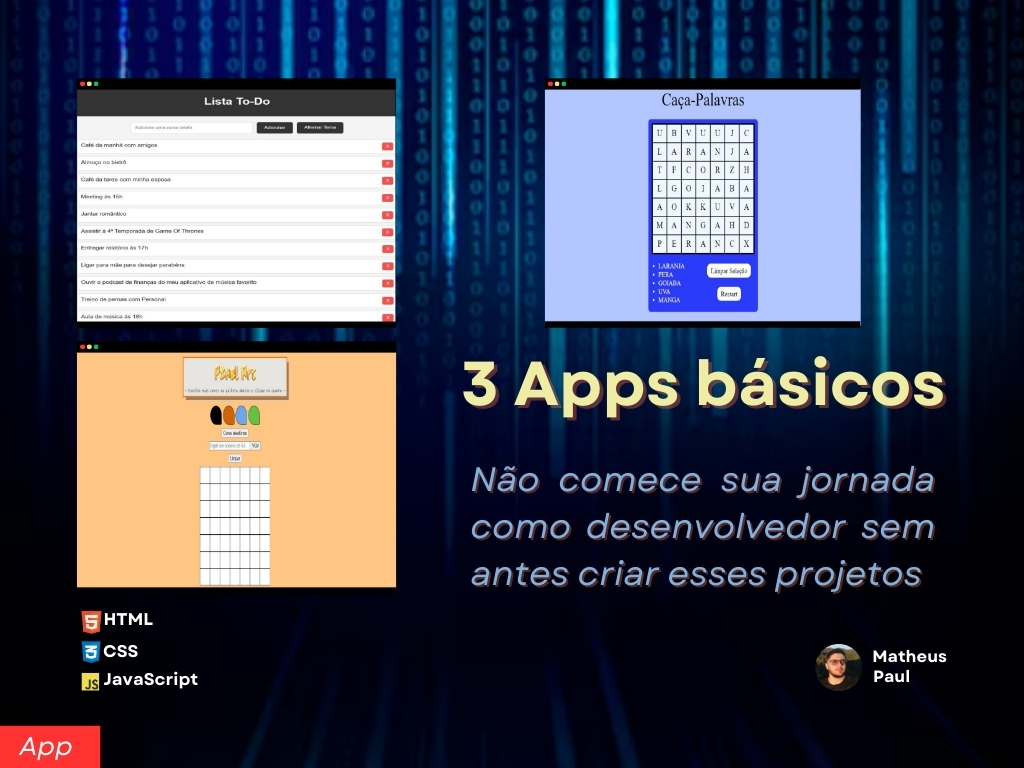 Lista To-Do
Adicione uma nova tarefa
Adicionar
Alternar Tema
Café da manhã com amigos
Almoço no bistrô
Café da tarde com minha esposa
Meeting às 15h
Jantar romântico
Assistir à 4ª Temporada de Game Of Thrones
Entregar relatório às 17h
Ligar para mãe para desejar parabéns
Ouvir o podcast de finanças do meu aplicativo de música favorito
Treino de pernas com Personal
Aula de música às 18h
Caça-Palavras
U B V U U J C
L A R A N J A
T F C O R Z H
L G O I A B A
A O K K U V A
M A N G A H D
P E R A N C X
LARANJA
PERA
GOIABA
UVA
MANGA
Limpar Seleção
Restart
Pixel Art
Cores aleatórias
VQV
Limpar
3 Apps básicos
Não comece sua jornada
como desenvolvedor sem
antes criar esses projetos
HTML
CSS
JS JavaScript
Matheus
Paul
App